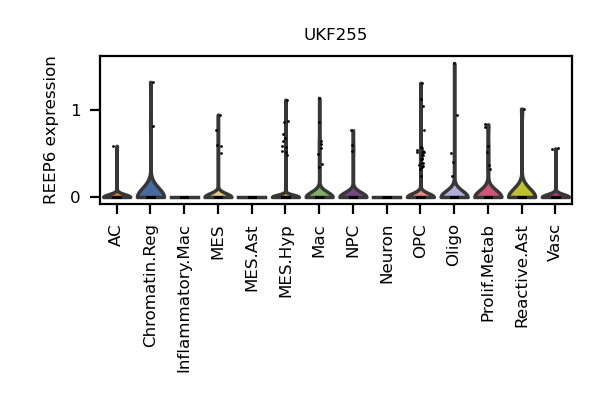 UKF255
REEP6 expression
1
0
AC
Chromatin.Reg
Inflammatory.Mac
MES
MES.Ast
MES.Hyp
Mac
NPC
Neuron
OPC
Oligo
Prolif.Metab
Reactive.Ast
Vasc